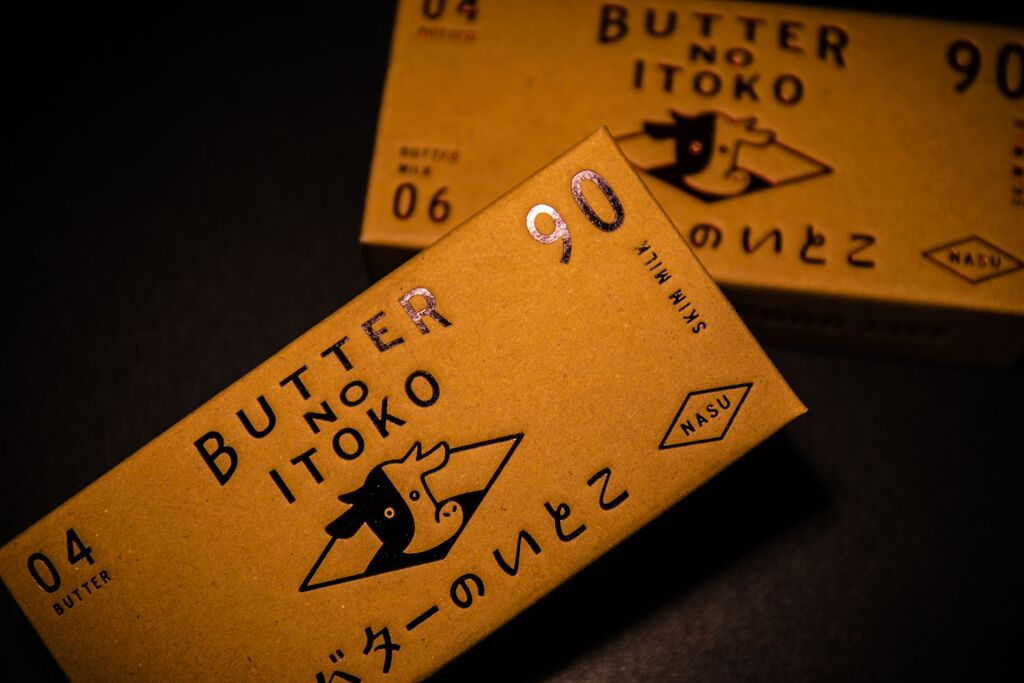 90
SKIM MILK
BUTTER
NO
ITOKO
NASU
04
BUTTER
バターのいとこ
04
BUTTER
BUTTER
NO
ITOKO
90
BUTTER
MILK
06
のいとこ
NASU